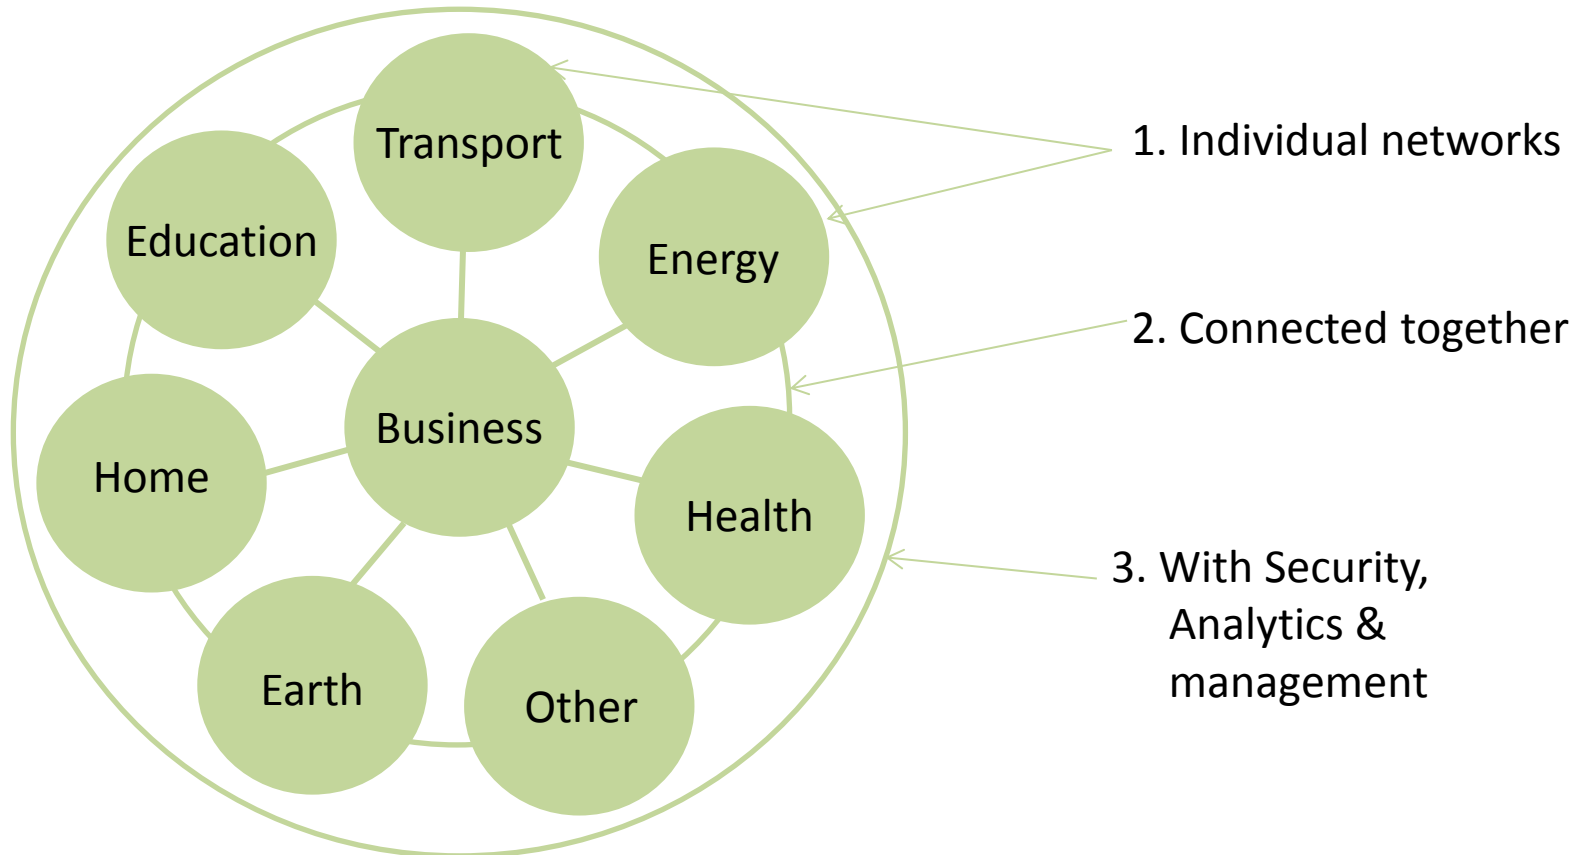 Transport
1. Individual networks
Education
Energy
2. Connected together
Business
Home
Health
3. With Security,
Analytics &
management
Earth
Other